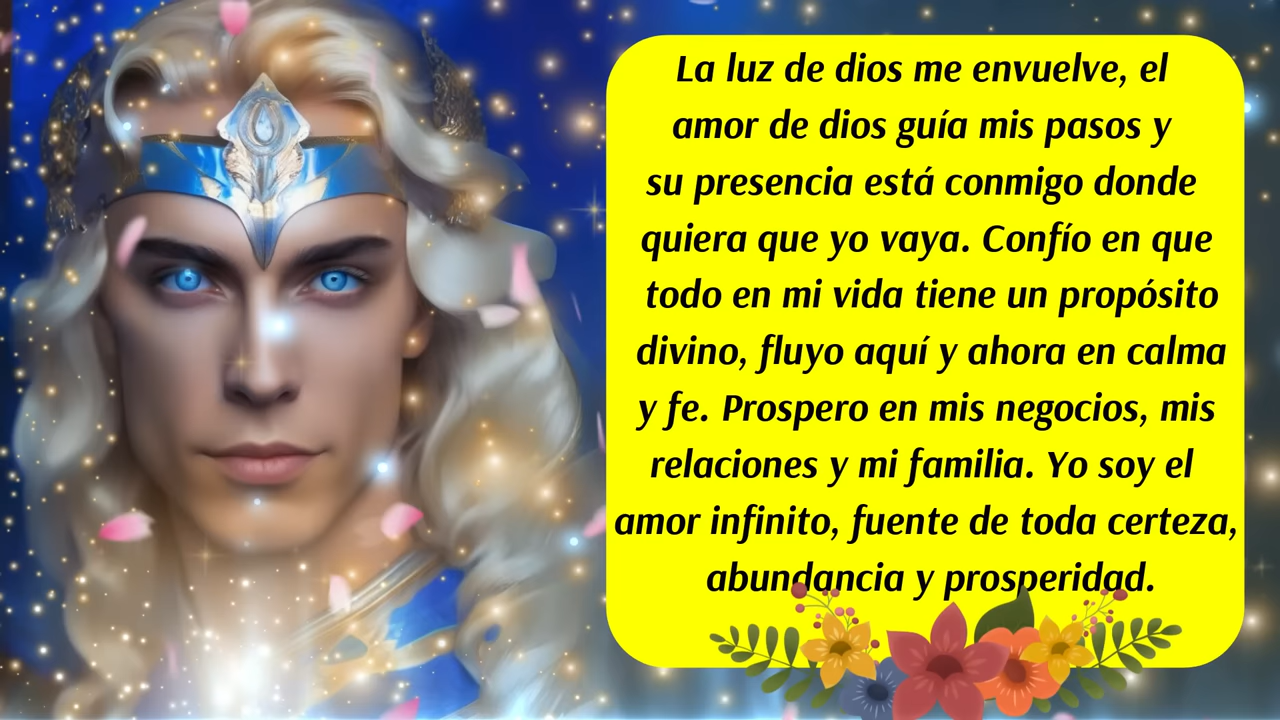 La luz de dios me envuelve, el
amor de dios guía mis pasos y
su presencia está conmigo donde
quiera que yo vaya. Confío en que
todo en mi vida tiene un propósito
divino, fluyo aquí y ahora en calma
y fe. Prospero en mis negocios, mis
relaciones y mi familia. Yo soy el
amor infinito, fuente de toda certeza,
abundancia y prosperidad.